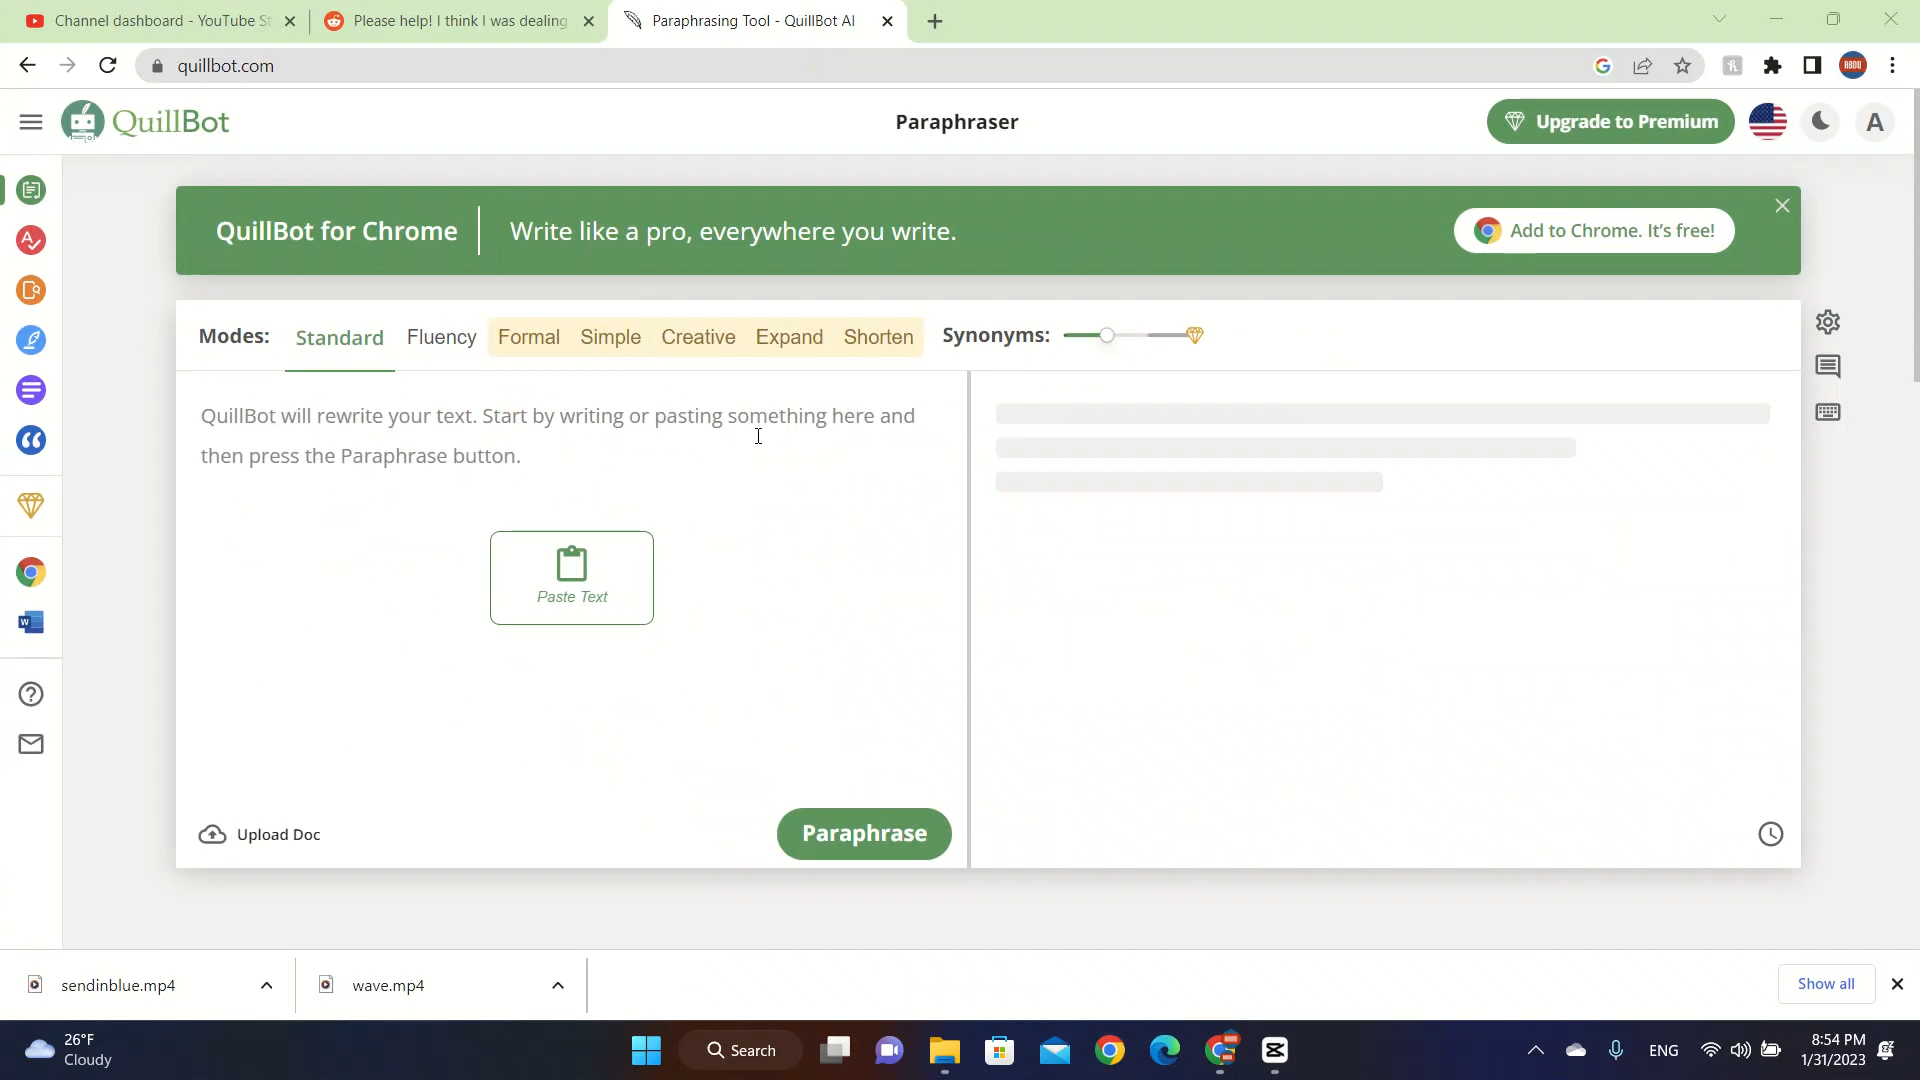 Channel dashboard - YouTube St
Please help! I think I was dealing
Paraphrasing Tool - QuillBot AI
quillbot.com
ABDU
QuillBot
Paraphraser
Upgrade to Premium
A
QuillBot for Chrome
Write like a pro, everywhere you write.
Add to Chrome. It's free!
Modes:
Standard
Fluency
Formal
Simple
Creative
Expand
Shorten
Synonyms:
QuillBot will rewrite your text. Start by writing or pasting something here and
then press the Paraphrase button.
Paste Text
Upload Doc
Paraphrase
sendinblue.mp4
wave.mp4
Show all
26°F
Cloudy
Search
ENG
8:54 PM
1/31/2023